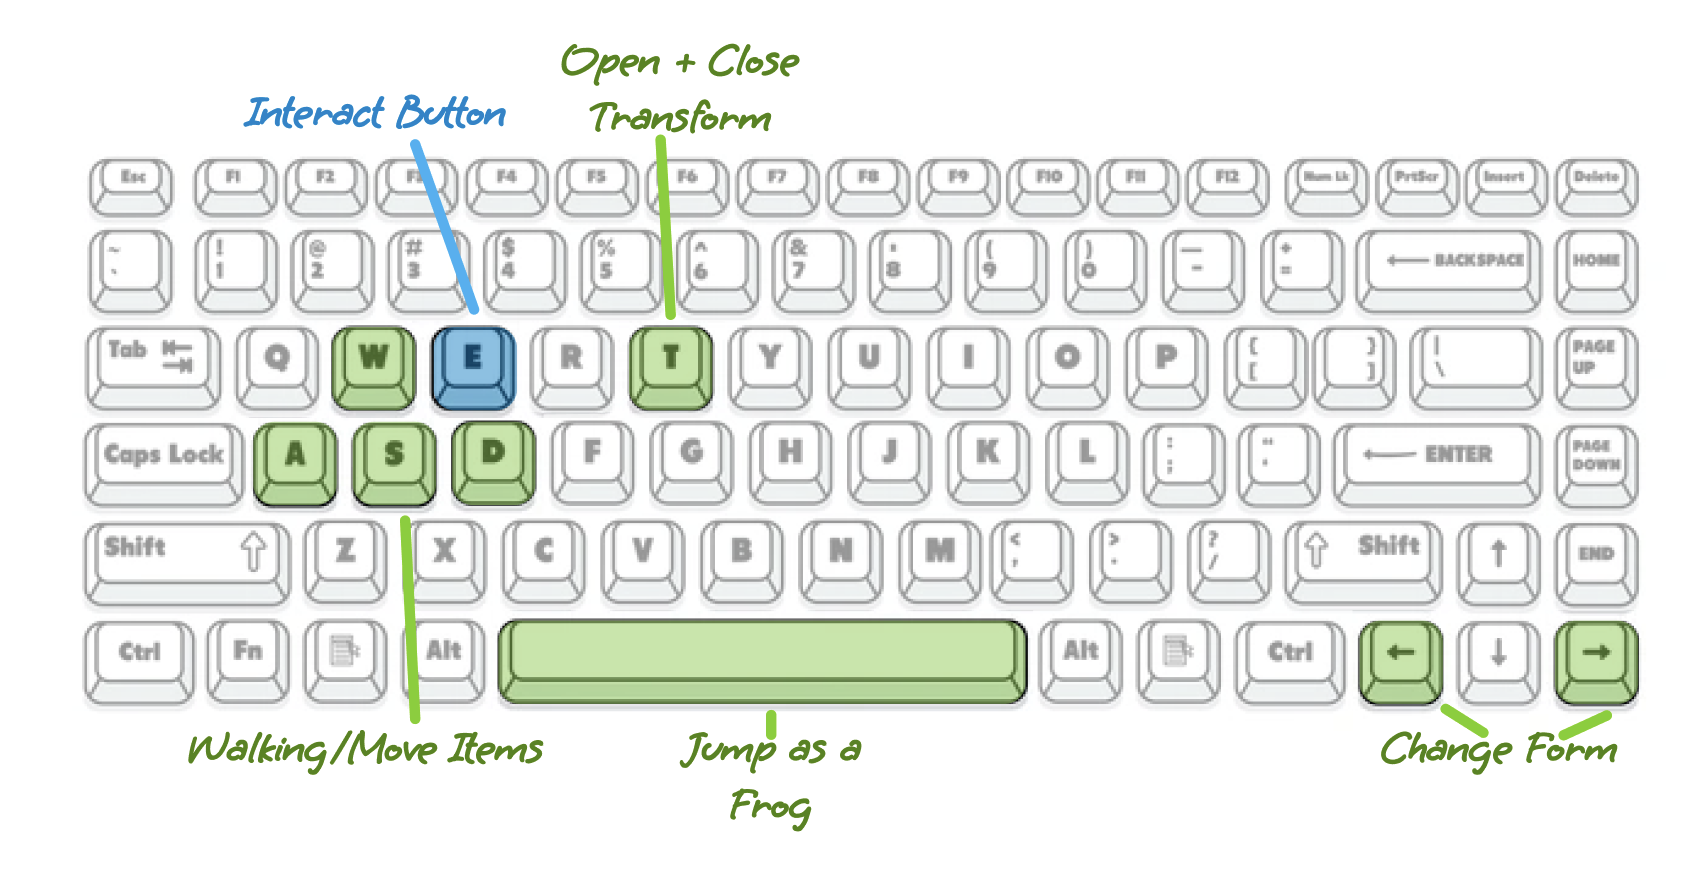 Open + Close
Transform
Interact Button
Esc F1 F2 F3 F4 F5 F6 F7 F8 F9 F10 F11 F12 Num Lk PrtScr Insert Delete
~ ! @ # $ % ^ & * ( ) — +
` 1 2 3 4 5 6 7 8 9 0 - = ← BACKSPACE HOME
Tab Q W E R T Y U I O P { [ } ] | \ PAGE UP
Caps Lock A S D F G H J K L : ; " ' ← ENTER PAGE DOWN
Shift ⇧ Z X C V B N M < , > . ? / ⇧ Shift ↑ END
Ctrl Fn Alt Alt Ctrl ← ↓ →
Walking/Move Items
Jump as a
Frog
Change Form